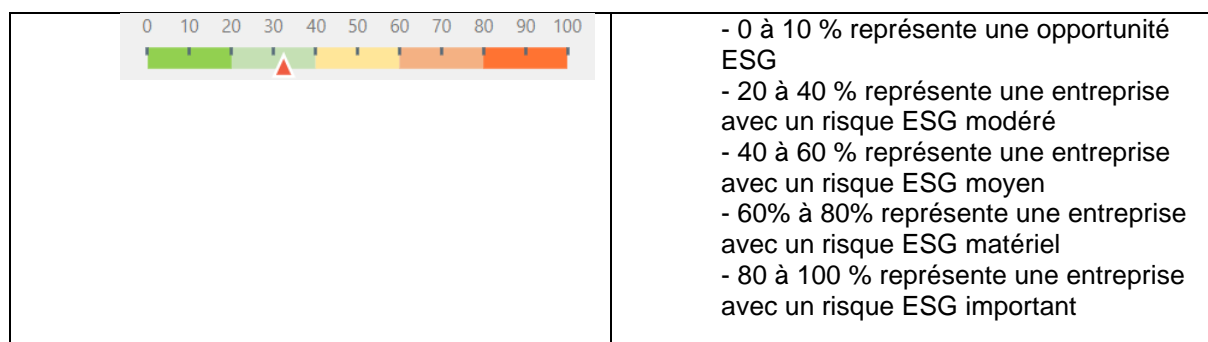 0 10 20 30 40 50 60 70 80 90 100
- 0 à 10 % représente une opportunité
ESG
- 20 à 40 % représente une entreprise
avec un risque ESG modéré
- 40 à 60 % représente une entreprise
avec un risque ESG moyen
- 60% à 80% représente une entreprise
avec un risque ESG matériel
- 80 à 100 % représente une entreprise
avec un risque ESG important